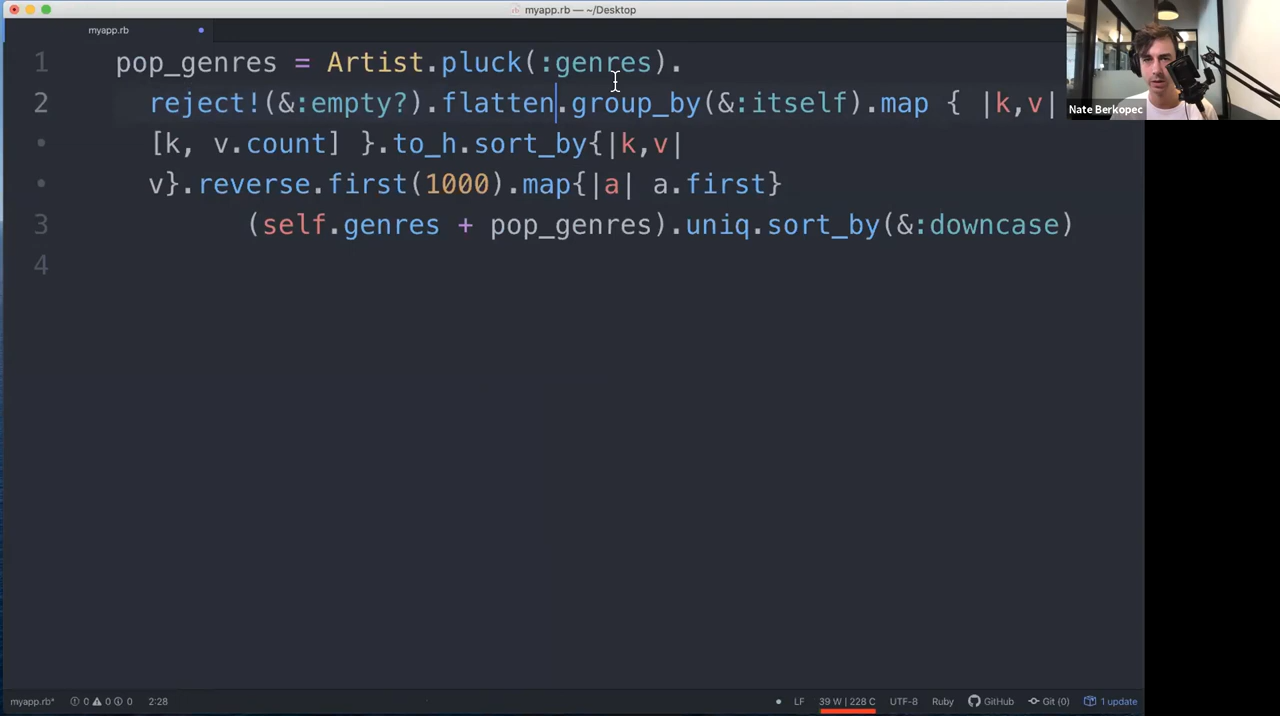 myapp.rb — ~/Desktop
myapp.rb
1 pop_genres = Artist.pluck(:genres).
2 reject!(&:empty?).flatten.group_by(&:itself).map { |k,v|
[k, v.count] }.to_h.sort_by{|k,v|
v}.reverse.first(1000).map{|a| a.first}
3 (self.genres + pop_genres).uniq.sort_by(&:downcase)
4
Nate Berkopec
myapp.rb* 0 0 0 2:28 LF 39 W | 228 C UTF-8 Ruby GitHub Git (0) 1 update